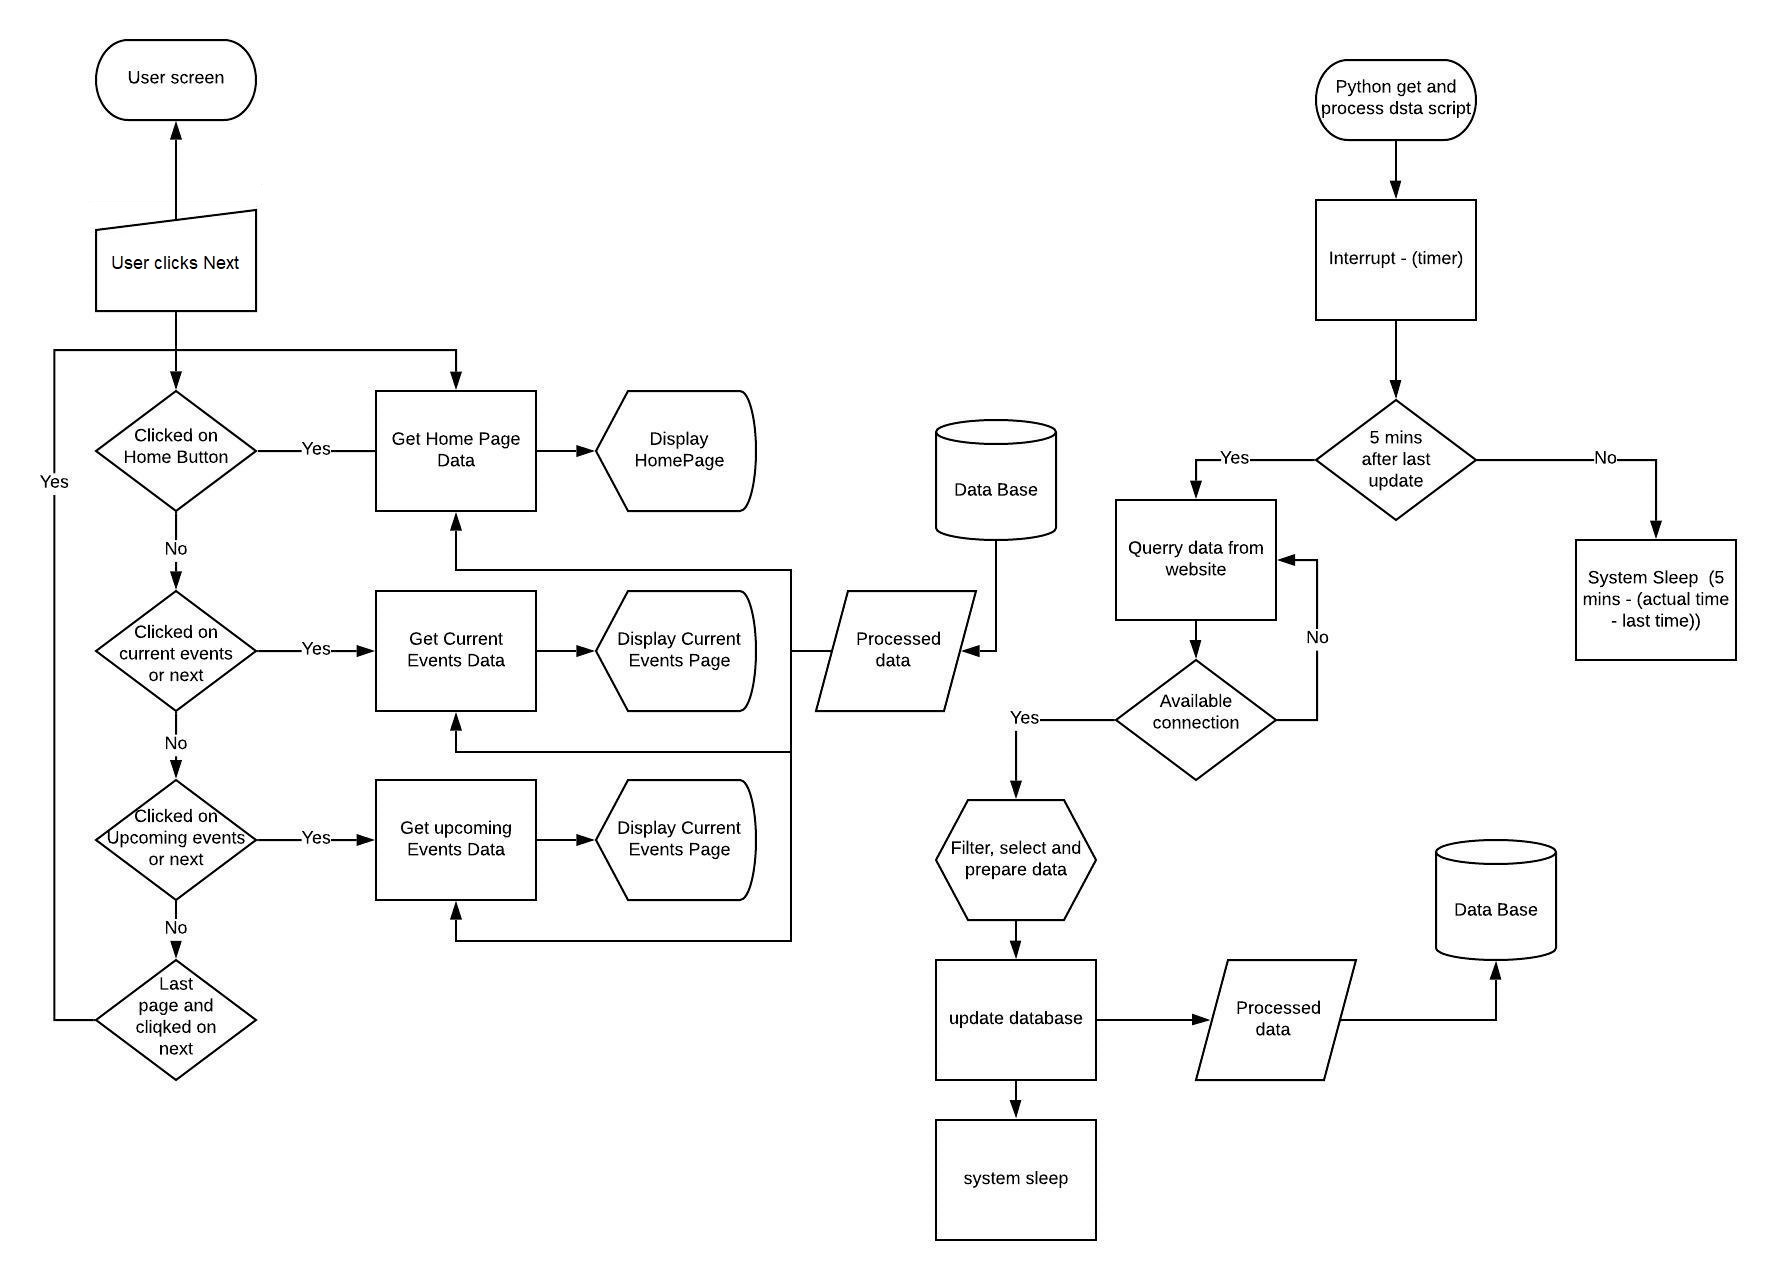 User screen
User clicks Next
Clicked on
Home Button
Yes
Get Home Page
Data
Display
HomePage
Yes
No
Clicked on
current events
or next
Yes
Get Current
Events Data
Display Current
Events Page
No
Clicked on
Upcoming events
or next
Yes
Get upcoming
Events Data
Display Current
Events Page
No
Last
page and
cliqked on
next
Data Base
Processed
data
Python get and
process dsta script
Interrupt - (timer)
5 mins
after last
update
Yes
No
Querry data from
website
System Sleep (5
mins - (actual time
- last time))
No
Available
connection
Yes
Filter, select and
prepare data
update database
Processed
data
Data Base
system sleep